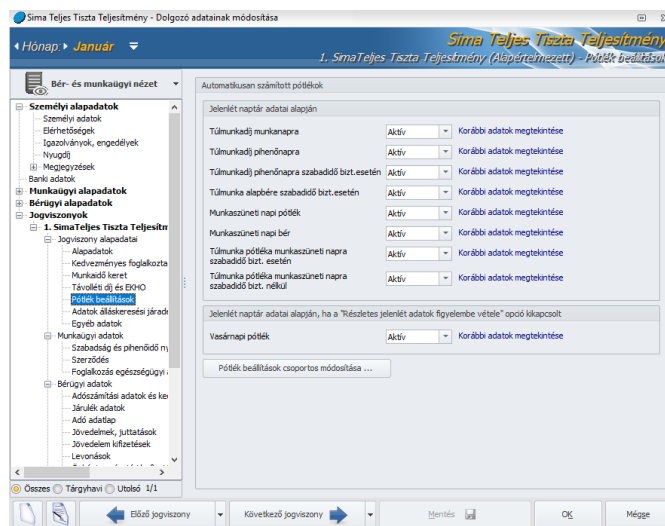 Sima Teljes Tiszta Teljesítmény - Dolgozó adatainak módosítása
Hónap: Január
Sima Teljes Tiszta Teljesítmény
1. SimaTeljes Tiszta Teljesítmény (Alapértelmezett) - Pótlék beállítások
Bér- és munkaügyi nézet
Személyi alapadatok
Személyi adatok
Elérhetőségek
Igazolványok, engedélyek
Nyugdíj
Megjegyzések
Banki adatok
Munkaügyi alapadatok
Bérügyi alapadatok
Jogviszonyok
1. SimaTeljes Tiszta Teljesítm
Jogviszony alapadatai
Alapadatok
Kedvezményes foglalkozta
Munkaidő keret
Távolléti díj és EKHO
Pótlék beállítások
Adatok álláskeresési járadé
Egyéb adatok
Munkaügyi adatok
Szabadság és pihenőidő ny
Szerződés
Foglalkozás egészségügyi
Bérügyi adatok
Adószámítási adatok és ke
Járulék adatok
Adó adatlap
Jövedelmek, juttatások
Jövedelem kifizetések
Levonások
Összes Tárgyhavi Utolsó 1/1
Automatikusan számított pótlékok
Jelenlét naptár adatai alapján
Túlmunkadíj munkanapra Aktív Korábbi adatok megtekintése
Túlmunkadíj pihenőnapra Aktív Korábbi adatok megtekintése
Túlmunkadíj pihenőnapra szabadidő bizt.esetén Aktív Korábbi adatok megtekintése
Túlmunka alapbére szabadidő bizt.esetén Aktív Korábbi adatok megtekintése
Munkaszüneti napi pótlék Aktív Korábbi adatok megtekintése
Munkaszüneti napi bér Aktív Korábbi adatok megtekintése
Túlmunka pótléka munkaszüneti napra
szabadidő bizt. esetén Aktív Korábbi adatok megtekintése
Túlmunka pótléka munkaszüneti napra
szabadidő bizt. nélkül Aktív Korábbi adatok megtekintése
Jelenlét naptár adatai alapján, ha a "Részletes jelenlét adatok figyelembe vétele" opció kikapcsolt
Vasárnapi pótlék Aktív Korábbi adatok megtekintése
Pótlék beállítások csoportos módosítása ...
Előző jogviszony Következő jogviszony Mentés OK Mégse